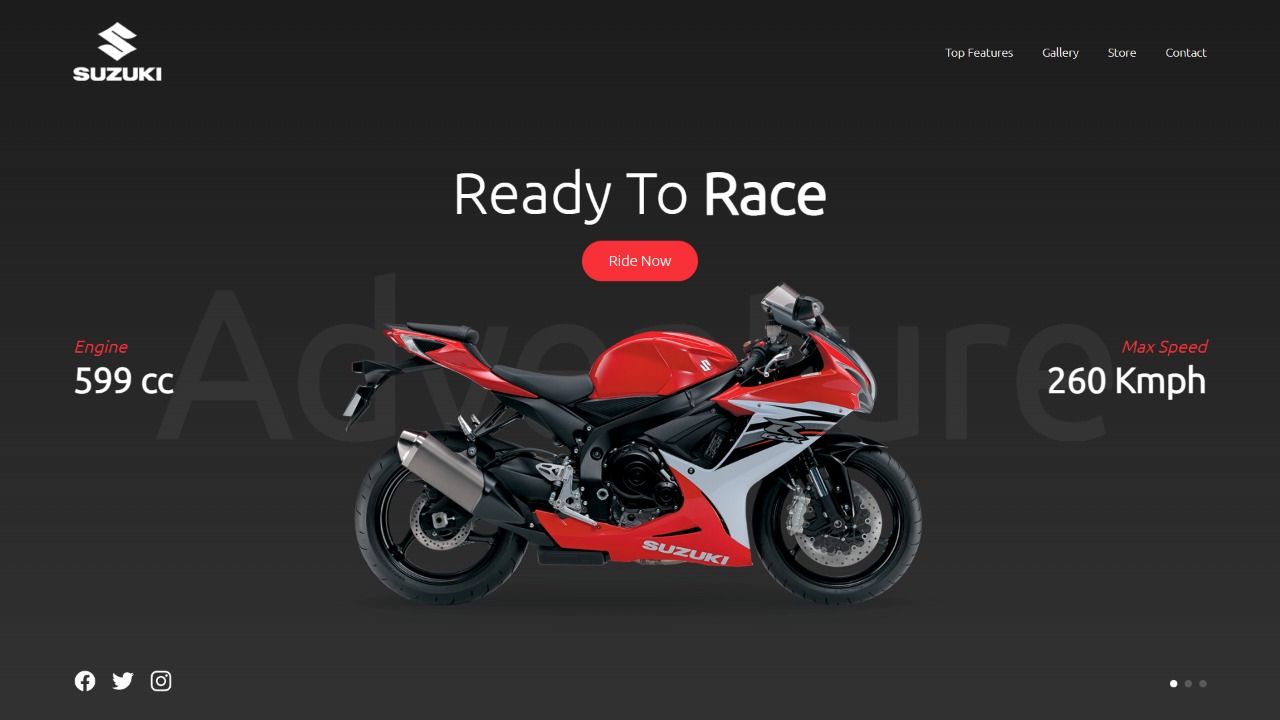 SUZUKI
Top Features
Gallery
Store
Contact
Ready To Race
Ride Now
Adventure
Engine
599 cc
Max Speed
260 Kmph
R
SUZUKI